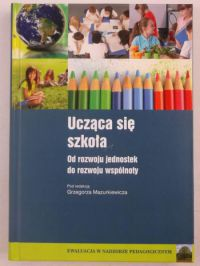 Ucząca się
szkoła
Od rozwoju jednostek
do rozwoju wspólnoty
Pod redakcją
Grzegorza Mazurkiewicza
EWALUACJA W NADZORZE PEDAGOGICZNYM